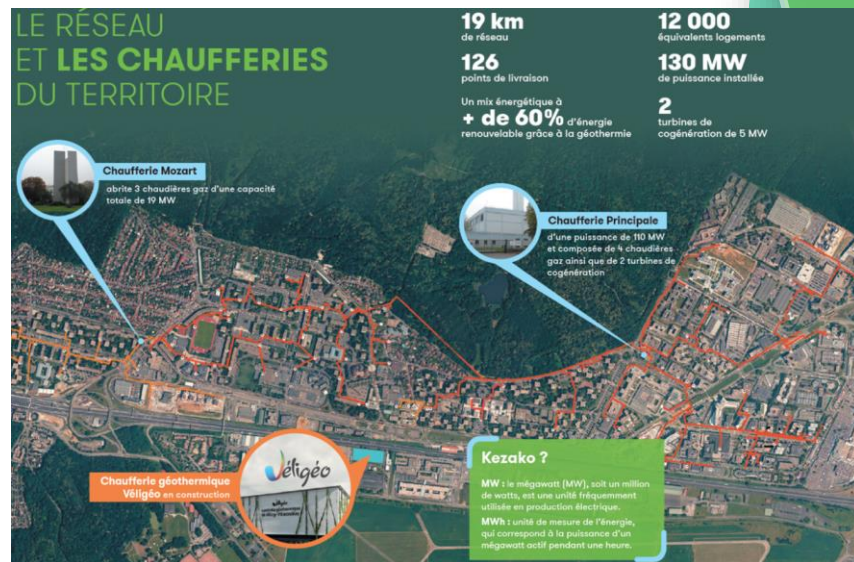 LE RÉSEAU
ET LES CHAUFFERIES
DU TERRITOIRE
19 km
de réseau
12 000
équivalents logements
126
points de livraison
130 MW
de puissance installée
Un mix énergétique à
+ de 60% d'énergie
renouvelable grâce à la géothermie
2
turbines de
cogénération de 5 MW
Chaufferie Mozart
abrite 3 chaudières gaz d'une capacité
totale de 19 MW
Chaufferie Principale
d'une puissance de 110 MW
et composée de 4 chaudières
gaz ainsi que de 2 turbines de
cogénération
Chaufferie géothermique
Véligéo en construction
véligéo
Kezako ?
MW : le mégawatt (MW), soit un million
de watts, est une unité fréquemment
utilisée en production électrique.
MWh : unité de mesure de l'énergie,
qui correspond à la puissance d'un
mégawatt actif pendant une heure.